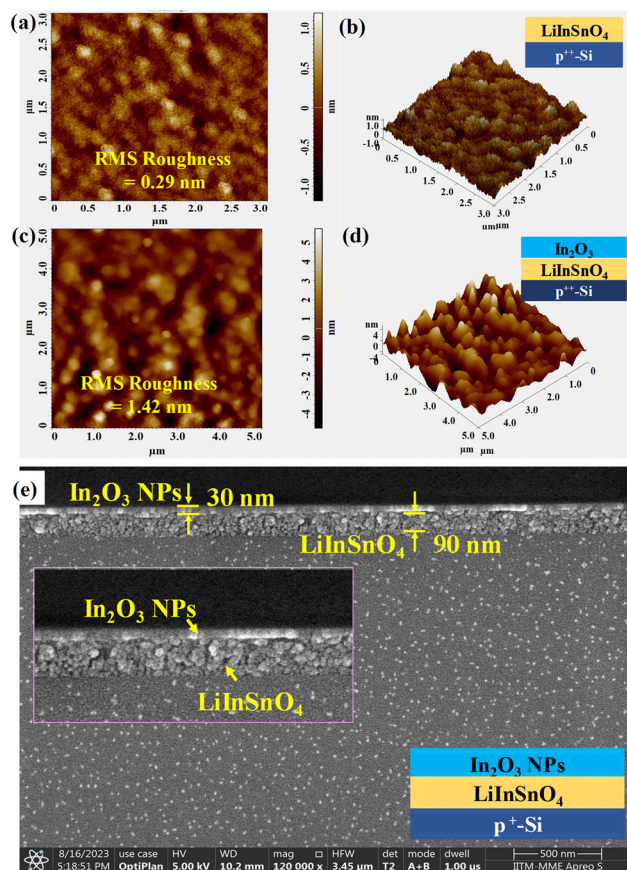 (a)
3.0
2.5
2.0
1.5
1.0
0.5
0
µm
0 0.5 1.0 1.5 2.0 2.5 3.0
µm
RMS Roughness
= 0.29 nm
1.0
0.5
0
-0.5
-1.0
nm
(b)
LiInSnO₄
p⁺⁺-Si
nm
1.0
0
-1.0
0 0.5 1.0 1.5 2.0 2.5 3.0
µm
3.0 2.5 2.0 1.5 1.0 0.5 0
µm
(c)
5.0
4.0
3.0
2.0
1.0
0
µm
0 1.0 2.0 3.0 4.0 5.0
µm
RMS Roughness
= 1.42 nm
5
4
3
2
1
0
-1
-2
-3
-4
nm
(d)
In₂O₃
LiInSnO₄
p⁺⁺-Si
nm
4
0
-4
0 1.0 2.0 3.0 4.0 5.0
µm
5.0 4.0 3.0 2.0 1.0 0
µm
(e)
In₂O₃ NPs 30 nm
LiInSnO₄ 90 nm
In₂O₃ NPs
LiInSnO₄
In₂O₃ NPs
LiInSnO₄
p⁺-Si
8/16/2023 use case HV WD mag HFW det mode dwell 500 nm
5:18:51 PM OptiPlan 5.00 kV 10.2 mm 120 000 x 3.45 µm T2 A+B 1.00 µs IITM-MME Apreo S